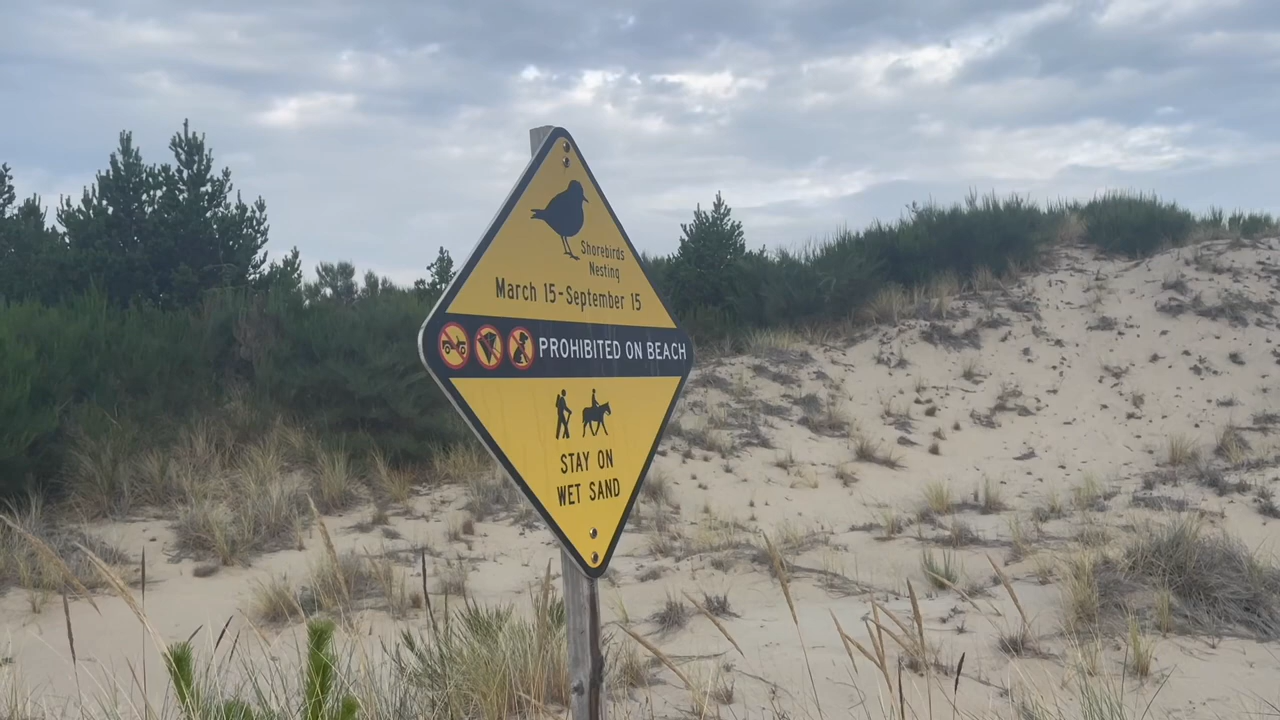 Shorebirds
Nesting
March 15-September 15
PROHIBITED ON BEACH
STAY ON
WET SAND